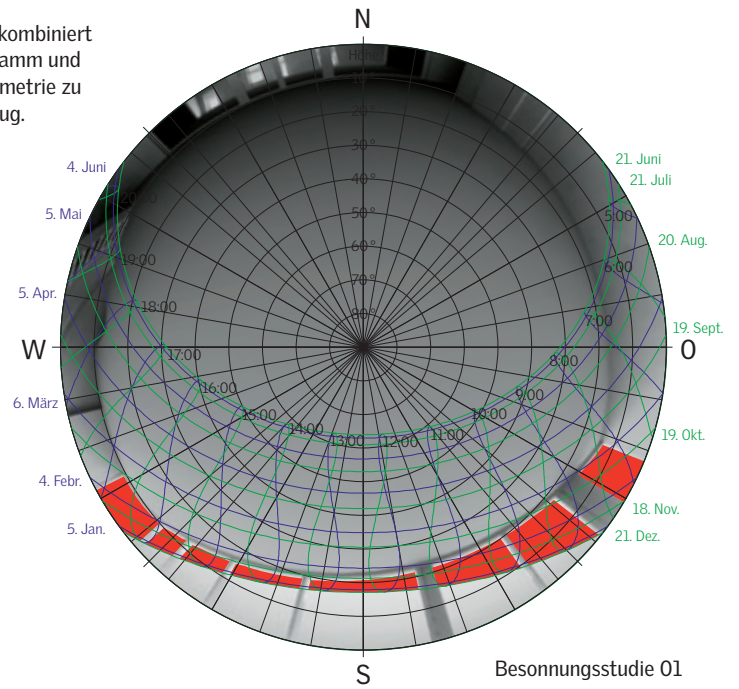 kombiniert
amm und
metrie zu
ug.
N
Höhe
10°
20°
30°
40°
50°
60°
70°
80°
4. Juni
5. Mai
5. Apr.
W
6. März
4. Febr.
5. Jan.
21. Juni
21. Juli
20. Aug.
19. Sept.
O
19. Okt.
18. Nov.
21. Dez.
20:00
19:00
18:00
17:00
16:00
15:00
14:00
13:00
12:00
11:00
10:00
9:00
8:00
7:00
6:00
5:00
S
Besonnungsstudie 01